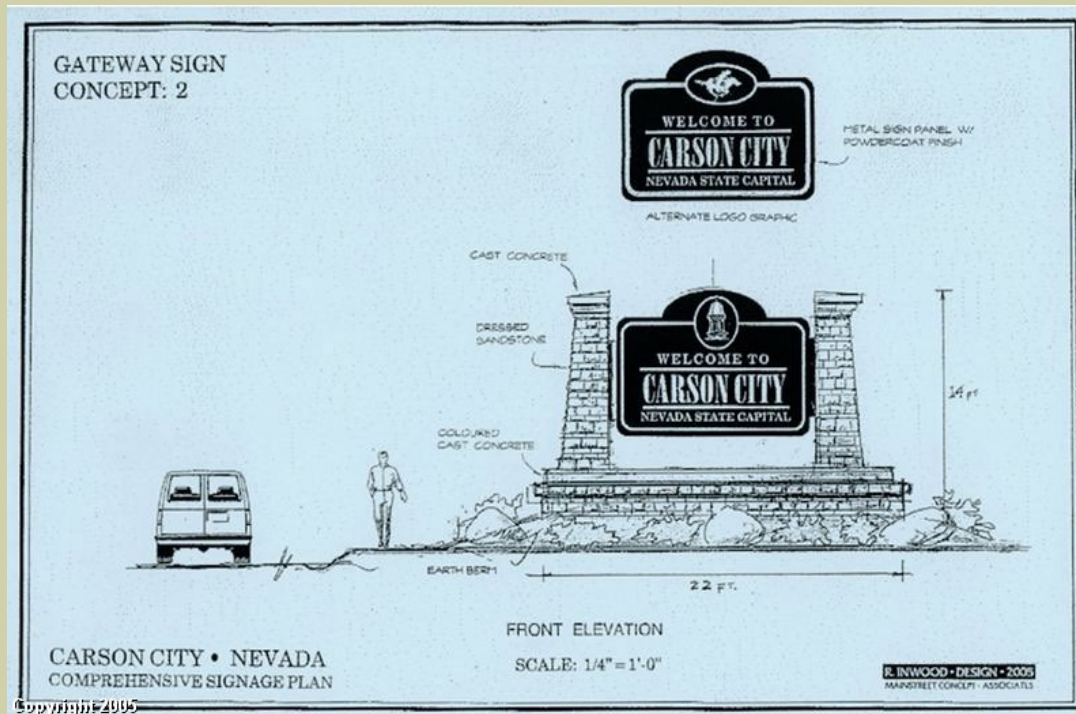 GATEWAY SIGN
CONCEPT: 2
WELCOME TO
CARSON CITY
NEVADA STATE CAPITAL
METAL SIGN PANEL W/
POWDERCOAT FINISH
ALTERNATE LOGO GRAPHIC
CAST CONCRETE
DRESSED
SANDSTONE
WELCOME TO
CARSON CITY
NEVADA STATE CAPITAL
14 FT
COLOURED
CAST CONCRETE
EARTH BERM
22 FT.
FRONT ELEVATION
SCALE: 1/4" = 1'-0"
CARSON CITY • NEVADA
COMPREHENSIVE SIGNAGE PLAN
R. INWOOD • DESIGN • 2005
MAINSTREET CONCEPT - ASSOCIATES
Copyright 2005